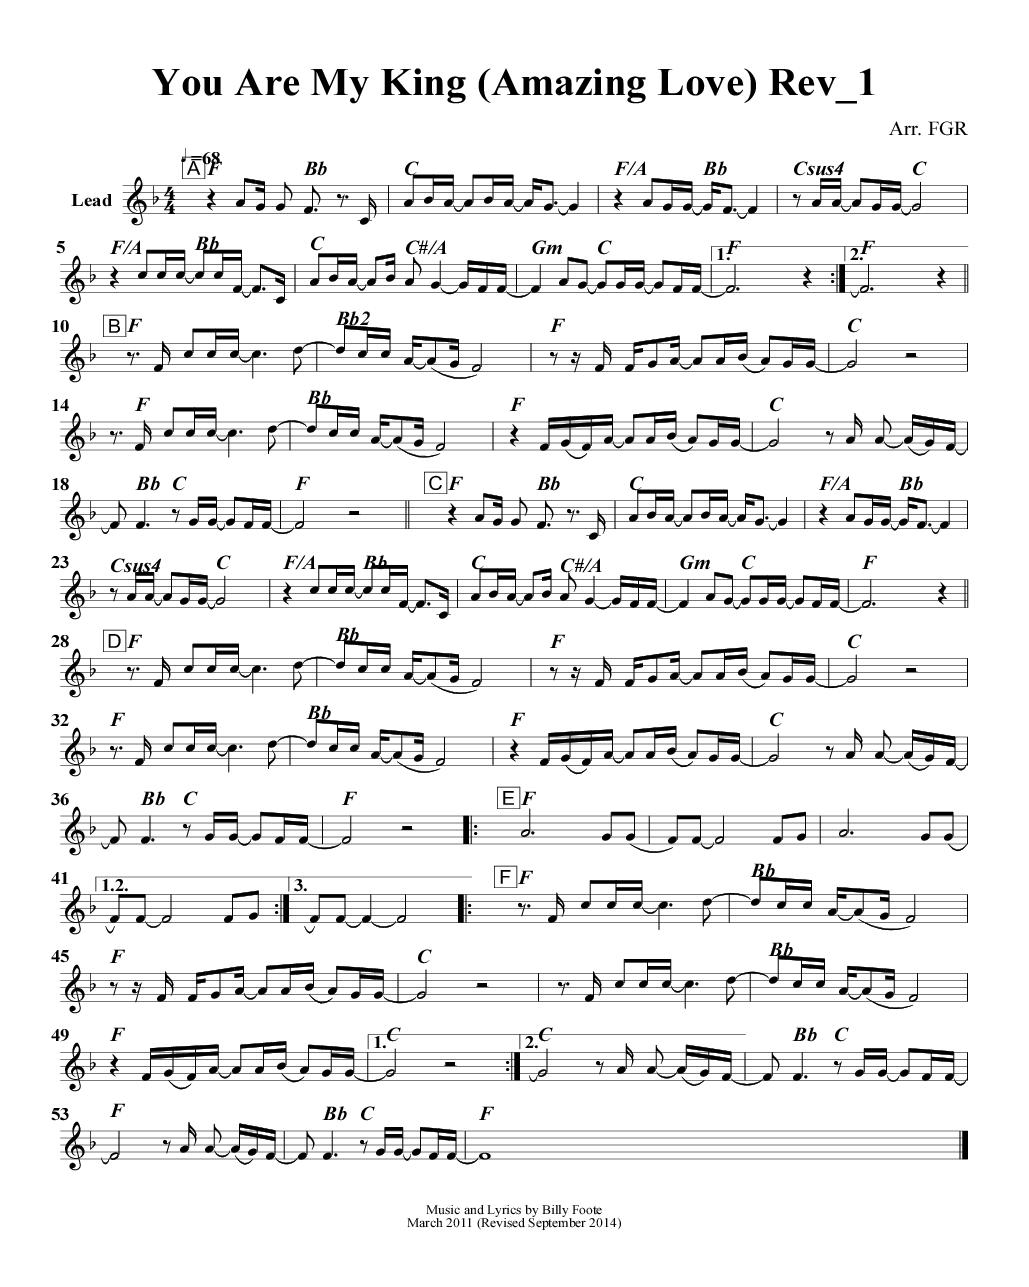 You Are My King (Amazing Love) Rev_1
Arr. FGR
♩=68
A F Bb C F/A Bb Csus4 C
Lead
4/4
5 F/A Bb C C#/A Gm C 1. F 2. F
10 B F Bb2 F C
14 F Bb F C
18 Bb C F C F Bb C F/A Bb
23 Csus4 C F/A Bb C C#/A Gm C F
28 D F Bb F C
32 F Bb F C
36 Bb C F E F
41 1.2. 3. F F Bb
45 F C Bb
49 F 1. C 2. C Bb C
53 F Bb C F
Music and Lyrics by Billy Foote
March 2011 (Revised September 2014)